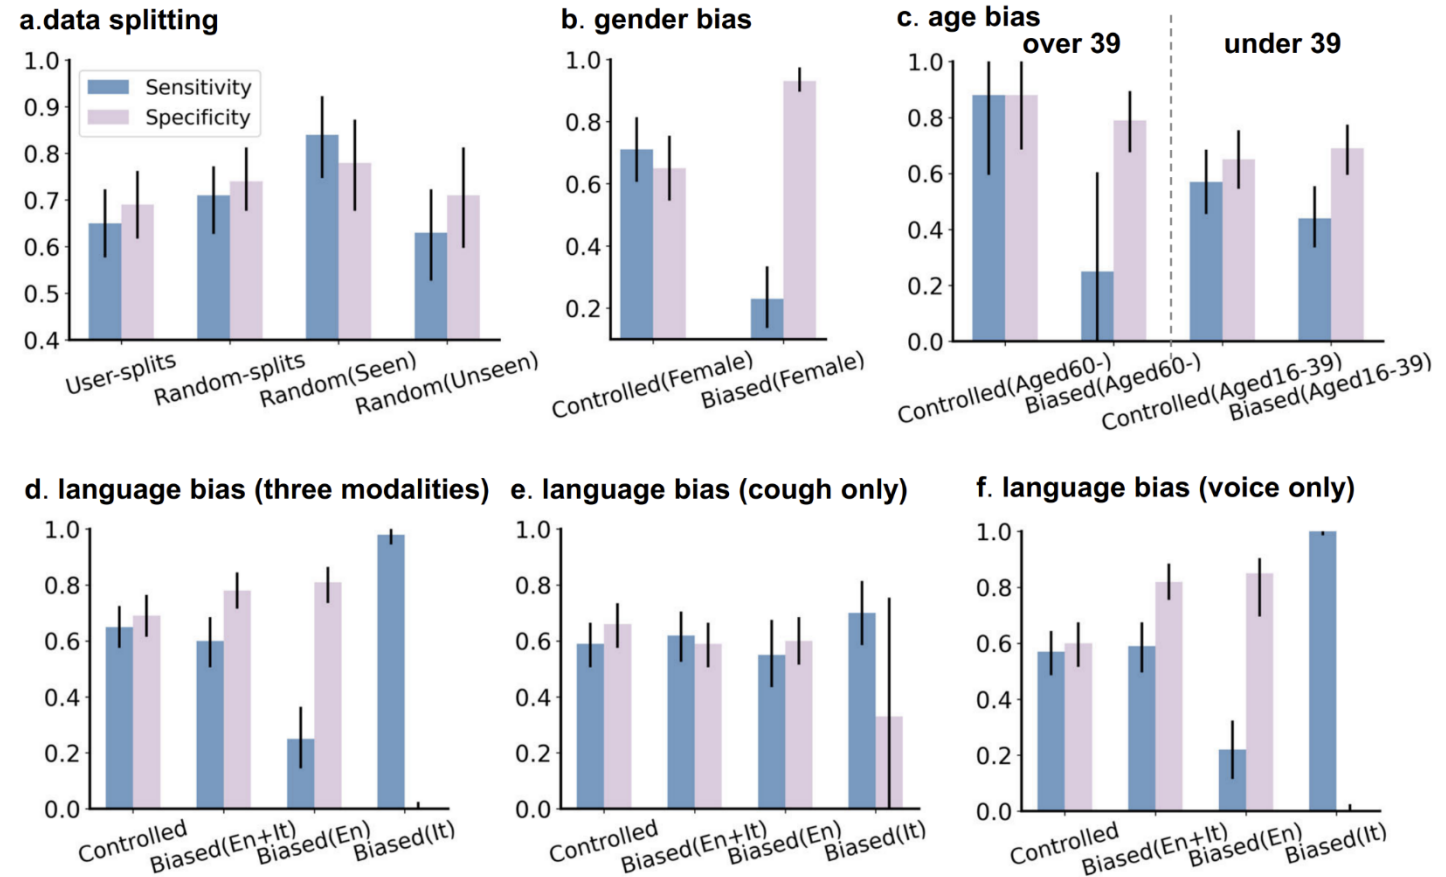 a.data splitting
1.0
0.9
0.8
0.7
0.6
0.5
0.4
Sensitivity
Specificity
User-splits
Random-splits
Random(Seen)
Random(Unseen)
b. gender bias
1.0
0.8
0.6
0.4
0.2
Controlled(Female)
Biased(Female)
c. age bias
over 39
under 39
1.0
0.8
0.6
0.4
0.2
0.0
Controlled(Aged60-)
Biased(Aged60-)
Controlled(Aged16-39)
Biased(Aged16-39)
d. language bias (three modalities)
1.0
0.8
0.6
0.4
0.2
0.0
Controlled
Biased(En+It)
Biased(En)
Biased(It)
e. language bias (cough only)
1.0
0.8
0.6
0.4
0.2
0.0
Controlled
Biased(En+It)
Biased(En)
Biased(It)
f. language bias (voice only)
1.0
0.8
0.6
0.4
0.2
0.0
Controlled
Biased(En+It)
Biased(En)
Biased(It)